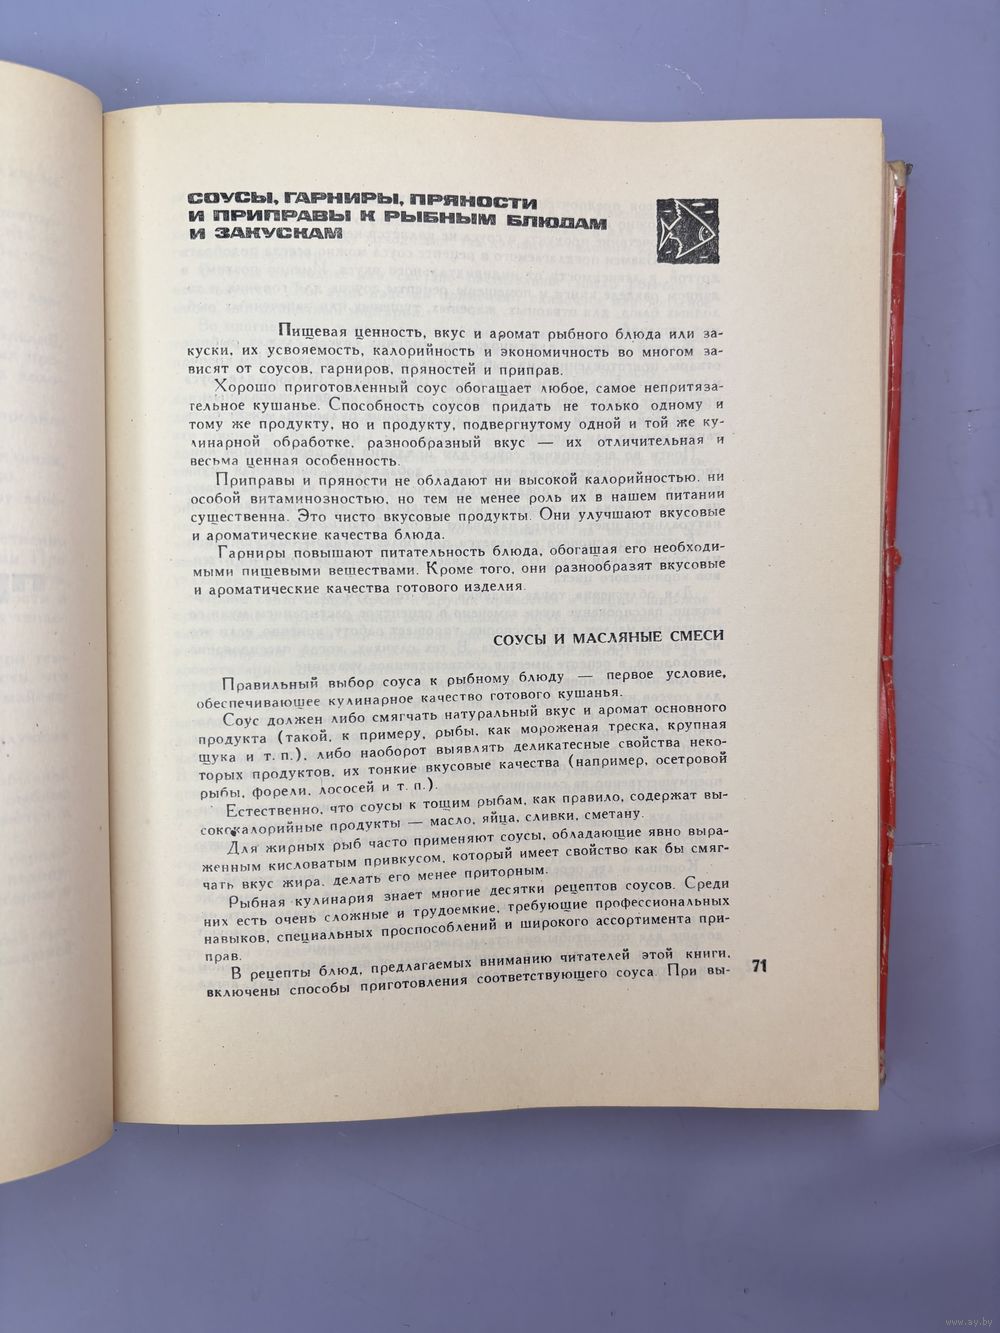 СОУСЫ, ГАРНИРЫ, ПРЯНОСТИ
И ПРИПРАВЫ К РЫБНЫМ БЛЮДАМ
И ЗАКУСКАМ
Пищевая ценность, вкус и аромат рыбного блюда или за-
куски, их усвояемость, калорийность и экономичность во многом за-
висят от соусов, гарниров, пряностей и приправ.
Хорошо приготовленный соус обогащает любое, самое непритяза-
тельное кушанье. Способность соусов придать не только одному и
тому же продукту, но и продукту, подвергнутому одной и той же ку-
линарной обработке, разнообразный вкус — их отличительная и
весьма ценная особенность.
Приправы и пряности не обладают ни высокой калорийностью, ни
особой витаминозностью, но тем не менее роль их в нашем питании
существенна. Это чисто вкусовые продукты. Они улучшают вкусовые
и ароматические качества блюда.
Гарниры повышают питательность блюда, обогащая его необходи-
мыми пищевыми веществами. Кроме того, они разнообразят вкусовые
и ароматические качества готового изделия.
СОУСЫ И МАСЛЯНЫЕ СМЕСИ
Правильный выбор соуса к рыбному блюду — первое условие,
обеспечивающее кулинарное качество готового кушанья.
Соус должен либо смягчать натуральный вкус и аромат основного
продукта (такой, к примеру, рыбы, как мороженая треска, крупная
щука и т. п.), либо наоборот выявлять деликатесные свойства неко-
торых продуктов, их тонкие вкусовые качества (например, осетровой
рыбы, форели, лососей и т. п.).
Естественно, что соусы к тощим рыбам, как правило, содержат вы-
сококалорийные продукты — масло, яйца, сливки, сметану.
Для жирных рыб часто применяют соусы, обладающие явно выра-
женным кисловатым привкусом, который имеет свойство как бы смяг-
чать вкус жира, делать его менее приторным.
Рыбная кулинария знает многие десятки рецептов соусов. Среди
них есть очень сложные и трудоемкие, требующие профессиональных
навыков, специальных проспособлений и широкого ассортимента при-
прав.
В рецепты блюд, предлагаемых вниманию читателей этой книги,
включены способы приготовления соответствующего соуса. При вы-
71
www.ay.by